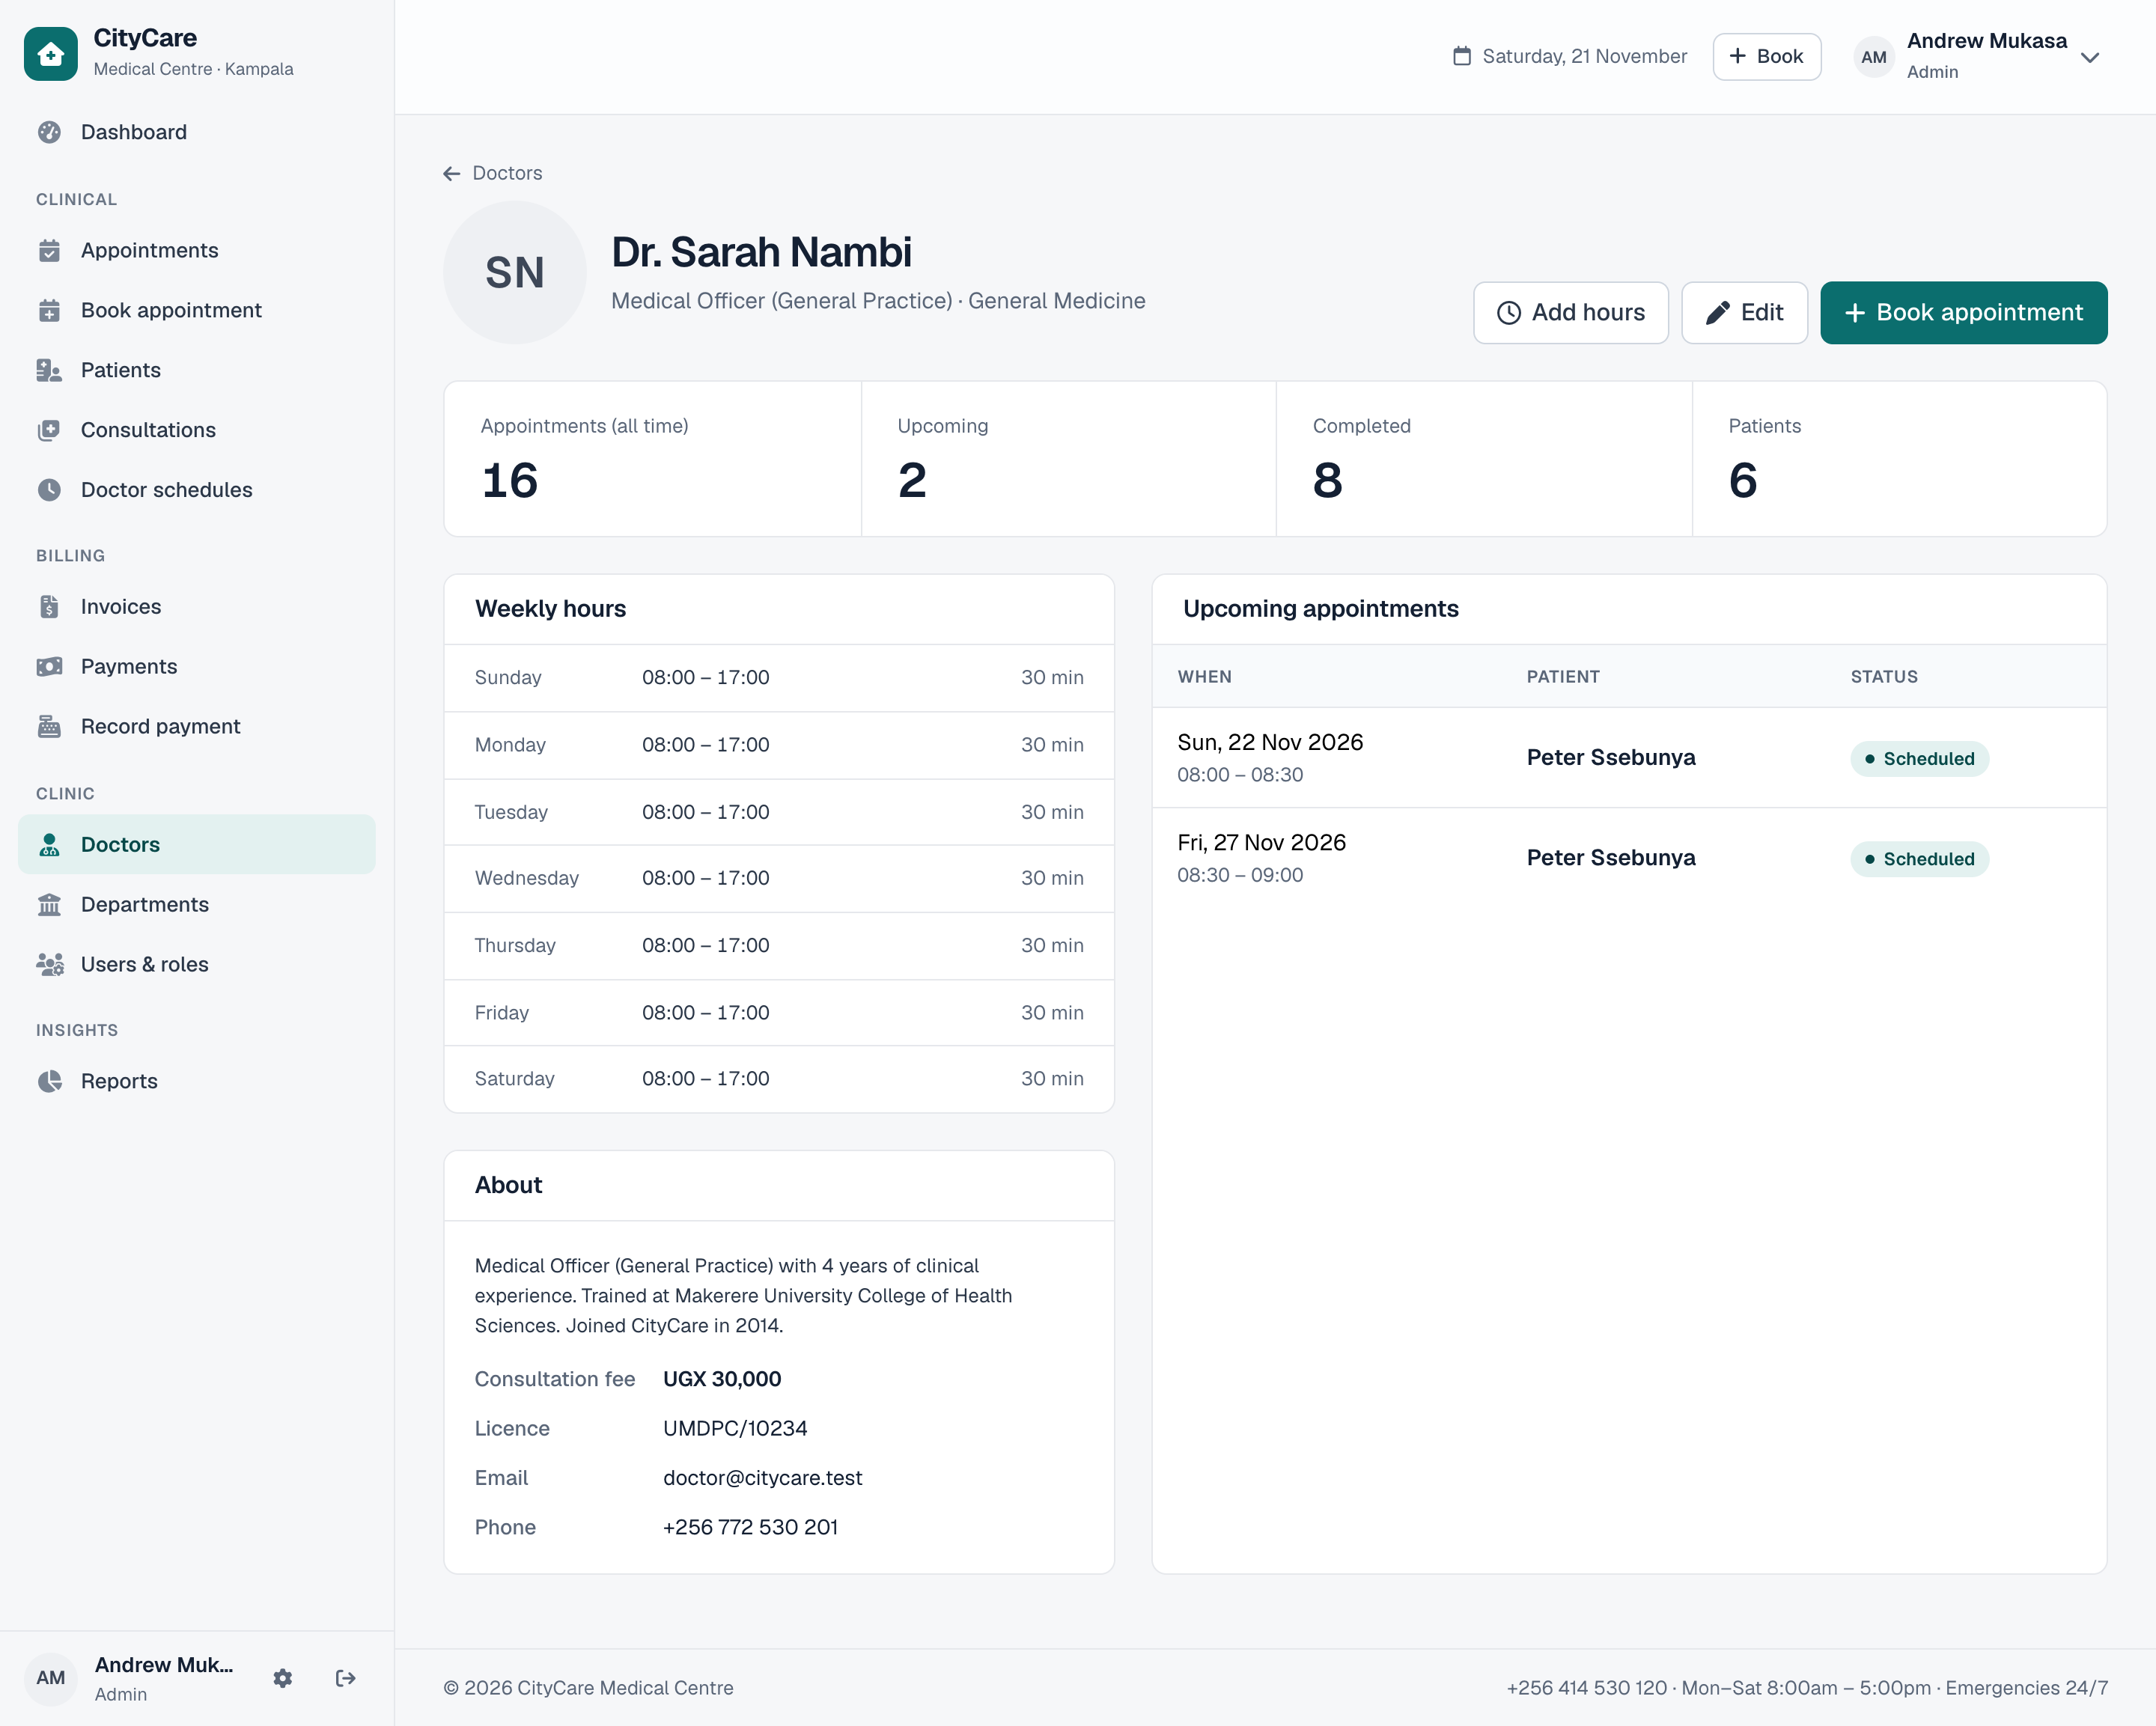 CityCare
Medical Centre · Kampala
Dashboard
CLINICAL
Appointments
Book appointment
Patients
Consultations
Doctor schedules
BILLING
Invoices
Payments
Record payment
CLINIC
Doctors
Departments
Users & roles
INSIGHTS
Reports
AM
Andrew Muk...
Admin
Saturday, 21 November
+ Book
AM
Andrew Mukasa
Admin
← Doctors
SN
Dr. Sarah Nambi
Medical Officer (General Practice) · General Medicine
Add hours
Edit
+ Book appointment
Appointments (all time)
16
Upcoming
2
Completed
8
Patients
6
Weekly hours
Sunday 08:00 – 17:00 30 min
Monday 08:00 – 17:00 30 min
Tuesday 08:00 – 17:00 30 min
Wednesday 08:00 – 17:00 30 min
Thursday 08:00 – 17:00 30 min
Friday 08:00 – 17:00 30 min
Saturday 08:00 – 17:00 30 min
About
Medical Officer (General Practice) with 4 years of clinical
experience. Trained at Makerere University College of Health
Sciences. Joined CityCare in 2014.
Consultation fee UGX 30,000
Licence UMDPC/10234
Email doctor@citycare.test
Phone +256 772 530 201
Upcoming appointments
WHEN PATIENT STATUS
Sun, 22 Nov 2026
08:00 – 08:30
Peter Ssebunya
Scheduled
Fri, 27 Nov 2026
08:30 – 09:00
Peter Ssebunya
Scheduled
© 2026 CityCare Medical Centre
+256 414 530 120 · Mon–Sat 8:00am – 5:00pm · Emergencies 24/7